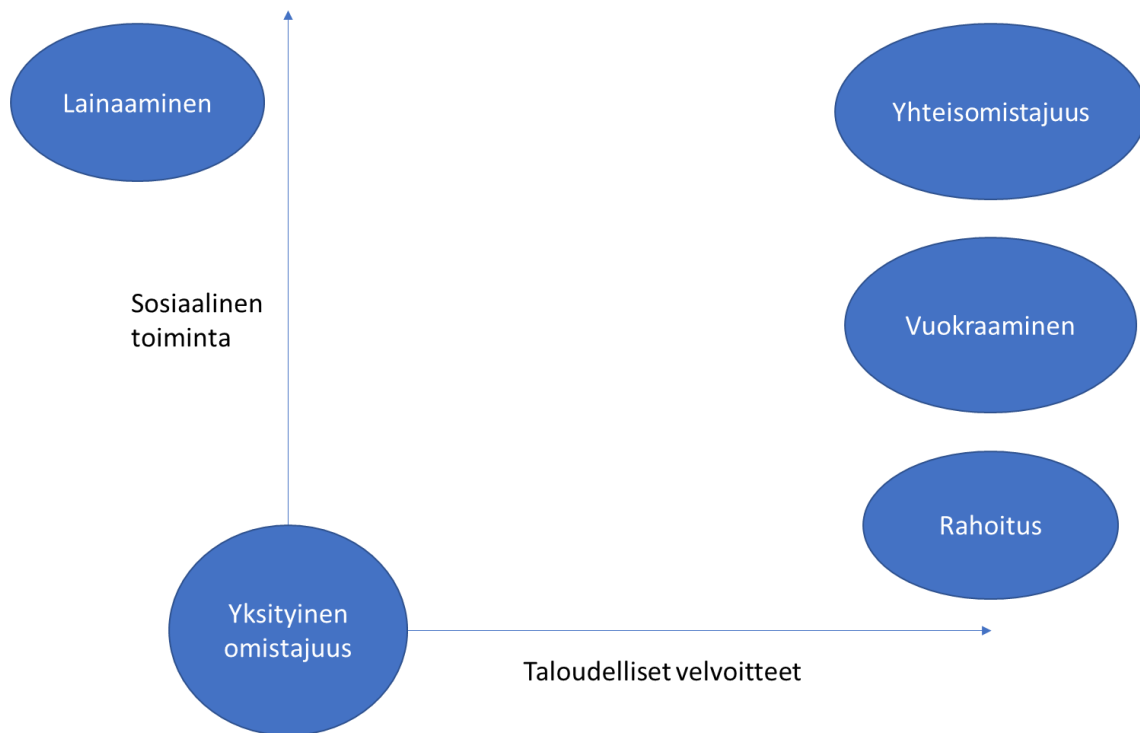 Lainaaminen
Yhteisomistajuus
Sosiaalinen
toiminta
Vuokraaminen
Rahoitus
Yksityinen
omistajuus
Taloudelliset velvoitteet